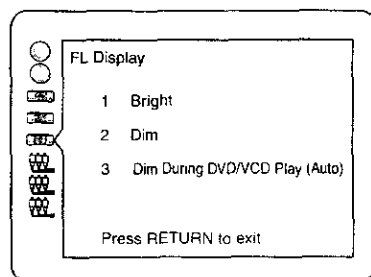 FL Display
1 Bright
2 Dim
3 Dim During DVD/VCD Play (Auto)
Press RETURN to exit